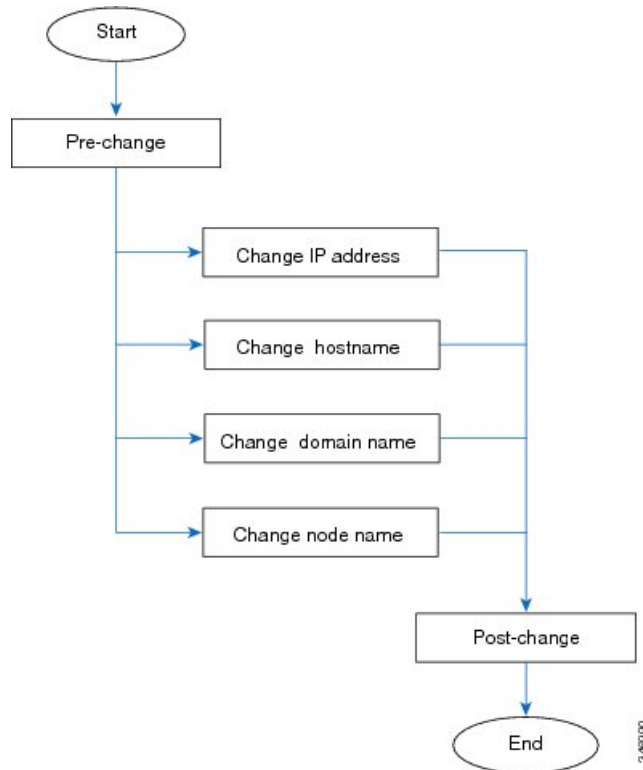 Start
Pre-change
Change IP address
Change hostname
Change domain name
Change node name
Post-change
End